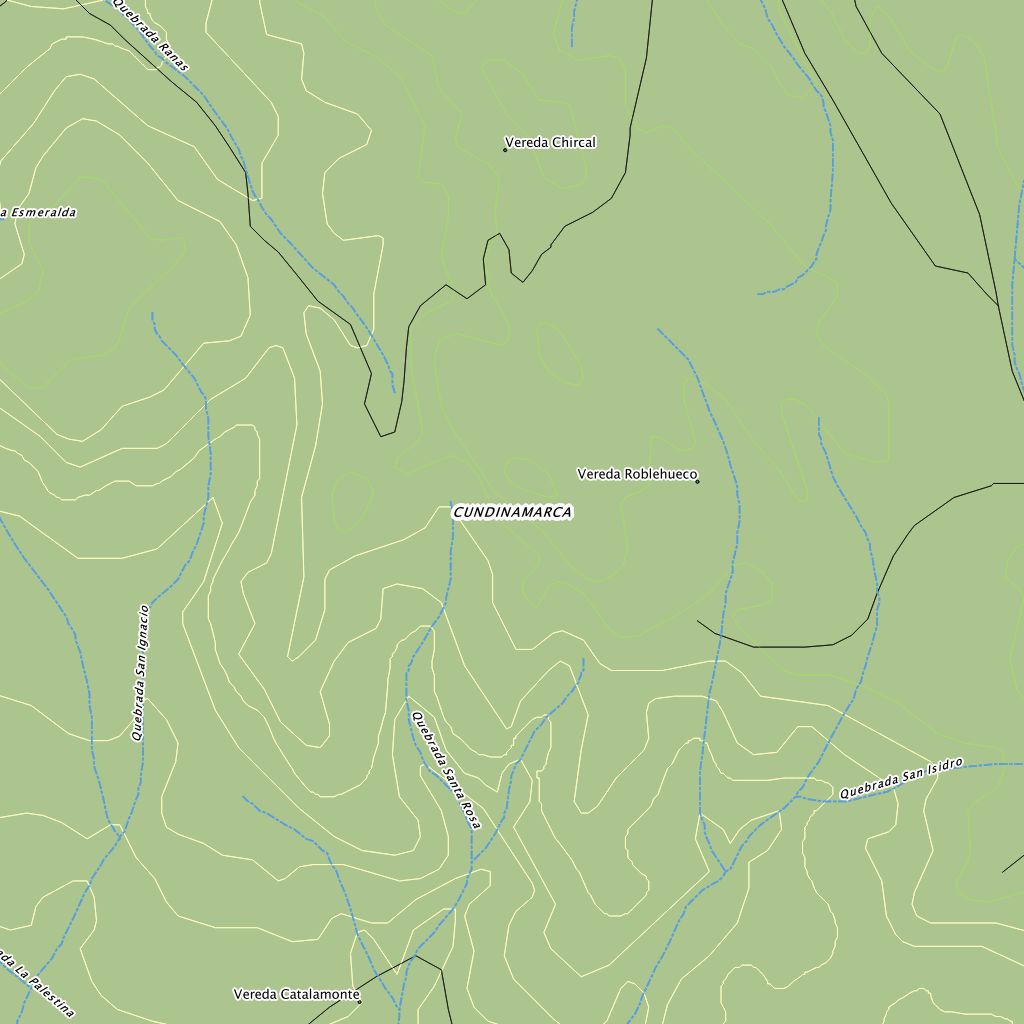 Quebrada Ranas
Vereda Chircal
a Esmeralda
Vereda Roblehueco
CUNDINAMARCA
Quebrada San Ignacio
Quebrada Santa Rosa
Quebrada San Isidro
da La Palestina
Vereda Catalamonte